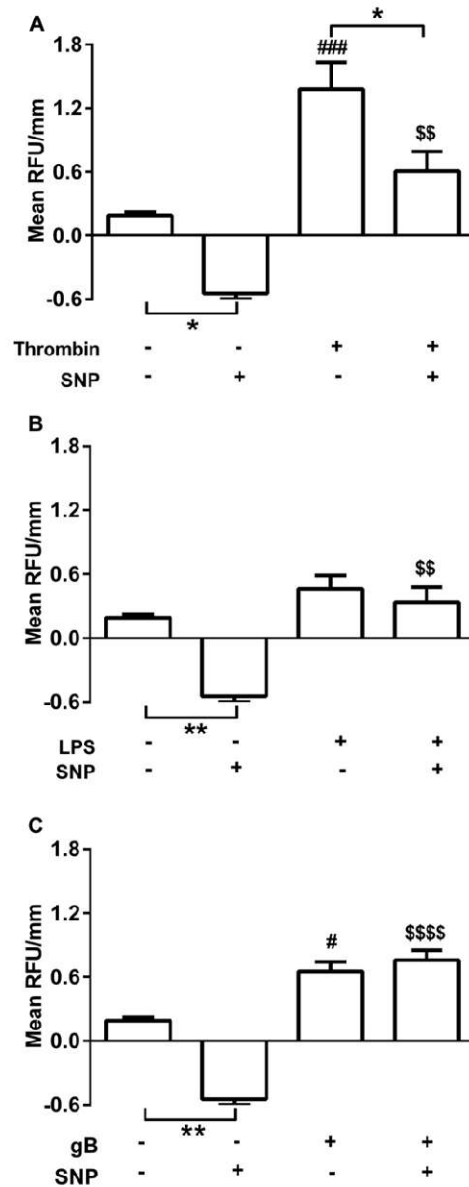 A
Mean RFU/mm
1.8
1.2
0.6
0.0
-0.6
###
*
$$
*
Thrombin - - + +
SNP - + - +
B
Mean RFU/mm
1.8
1.2
0.6
0.0
-0.6
$$
**
LPS - - + +
SNP - + - +
C
Mean RFU/mm
1.8
1.2
0.6
0.0
-0.6
#
$$$$
**
gB - - + +
SNP - + - +